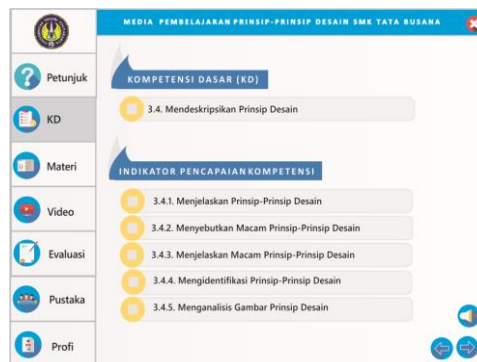 MEDIA PEMBELAJARAN PRINSIP-PRINSIP DESAIN SMK TATA BUSANA
Petunjuk
KD
Materi
Video
Evaluasi
Pustaka
Profi
KOMPETENSI DASAR (KD)
3.4. Mendeskripsikan Prinsip Desain
INDIKATOR PENCAPAIAN KOMPETENSI
3.4.1. Menjelaskan Prinsip-Prinsip Desain
3.4.2. Menyebutkan Macam Prinsip-Prinsip Desain
3.4.3. Menjelaskan Macam Prinsip-Prinsip Desain
3.4.4. Mengidentifikasi Prinsip-Prinsip Desain
3.4.5. Menganalisis Gambar Prinsip Desain